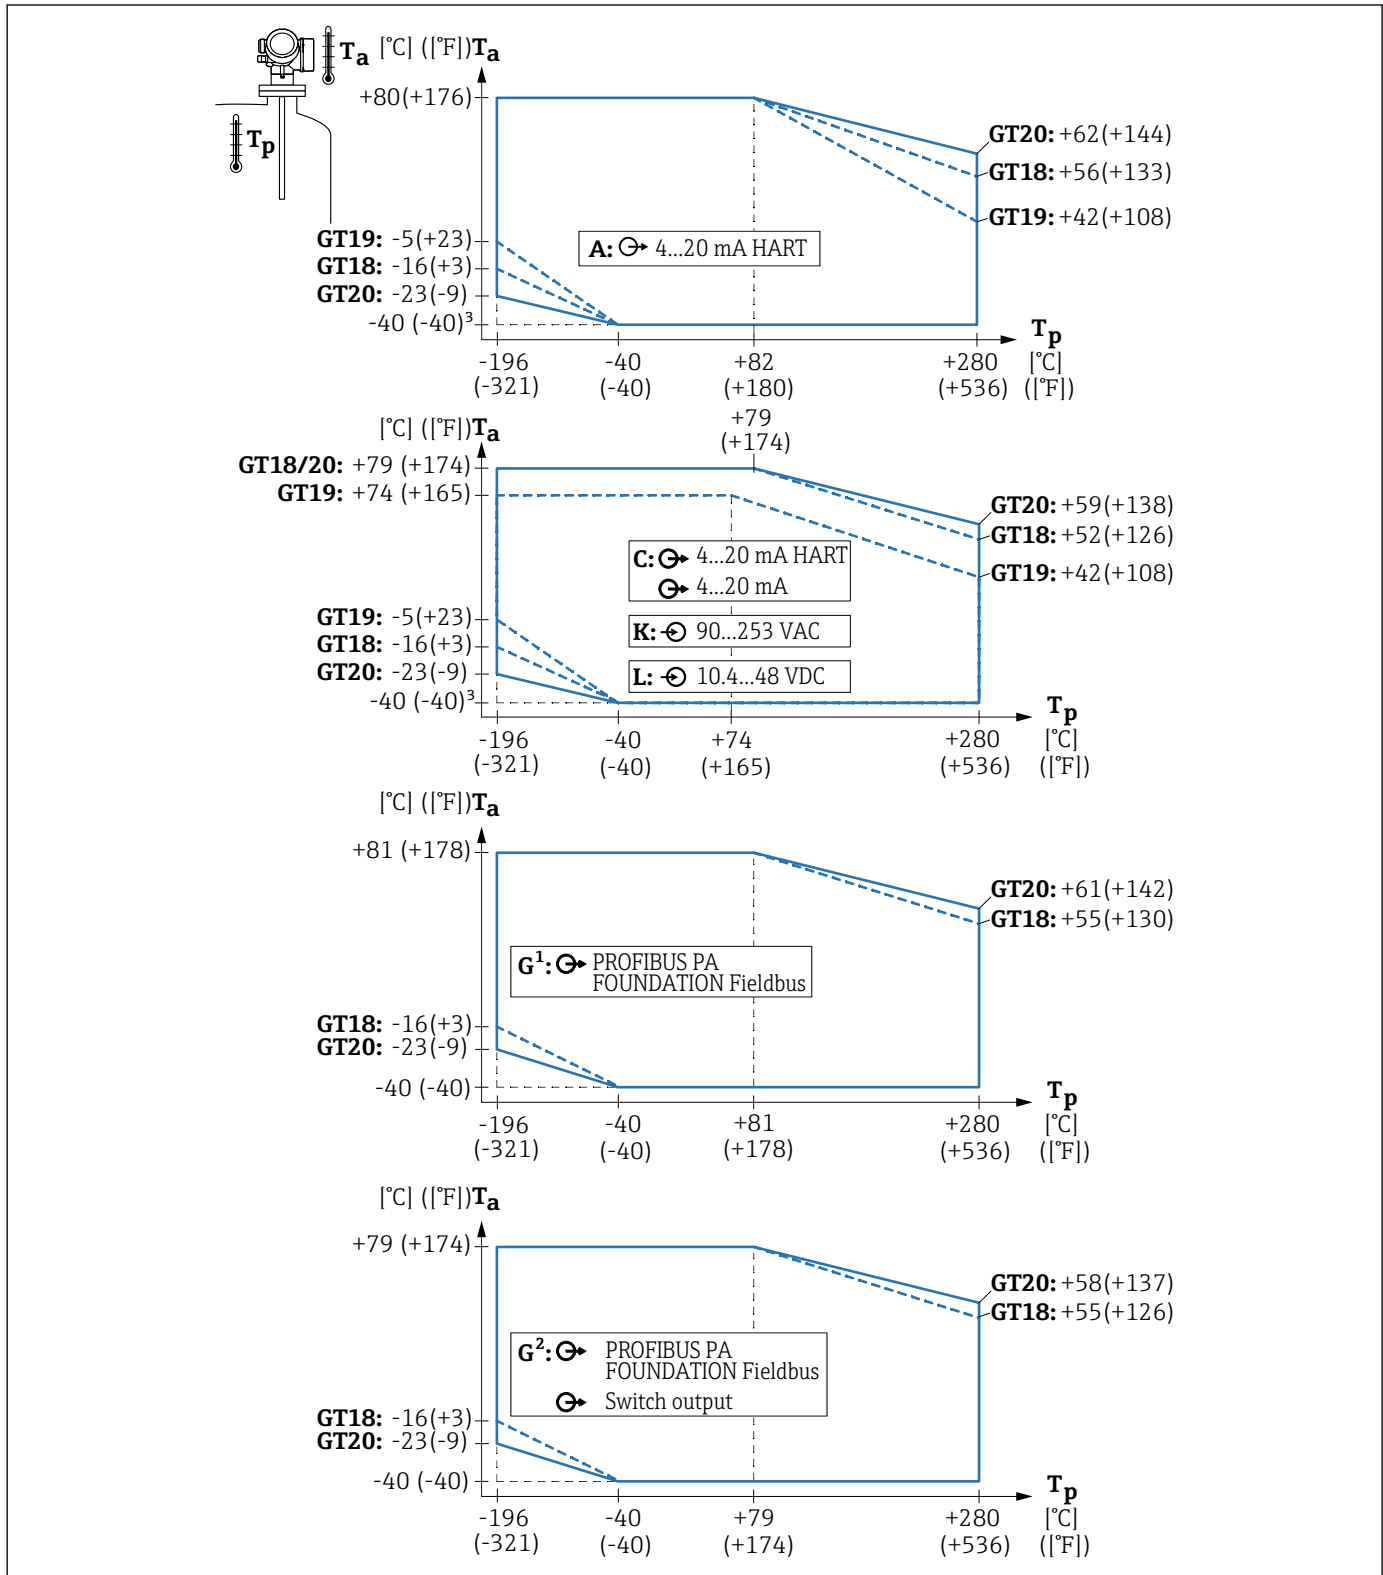 Ta [°C] ([°F])Ta
+80(+176)
Tp
GT20: +62(+144)
GT18: +56(+133)
GT19: +42(+108)
GT19: -5(+23)
GT18: -16(+3)
GT20: -23(-9)
-40 (-40)³
A: 4...20 mA HART
Tp
-196 -40 +82 +280 [°C]
(-321) (-40) (+180) (+536) ([°F])
+79
(+174)
[°C] ([°F])Ta
GT18/20: +79 (+174)
GT19: +74 (+165)
GT20: +59(+138)
GT18: +52(+126)
GT19: +42(+108)
C: 4...20 mA HART
4...20 mA
K: 90...253 VAC
L: 10.4...48 VDC
GT19: -5(+23)
GT18: -16(+3)
GT20: -23(-9)
-40 (-40)³
Tp
-196 -40 +74 +280 [°C]
(-321) (-40) (+165) (+536) ([°F])
[°C] ([°F])Ta
+81 (+178)
GT20: +61(+142)
GT18: +55(+130)
G¹: PROFIBUS PA
FOUNDATION Fieldbus
GT18: -16(+3)
GT20: -23(-9)
-40 (-40)
Tp
-196 -40 +81 +280 [°C]
(-321) (-40) (+178) (+536) ([°F])
[°C] ([°F])Ta
+79 (+174)
GT20: +58(+137)
GT18: +55(+126)
G²: PROFIBUS PA
FOUNDATION Fieldbus
Switch output
GT18: -16(+3)
GT20: -23(-9)
-40 (-40)
Tp
-196 -40 +79 +280 [°C]
(-321) (-40) (+174) (+536) ([°F])